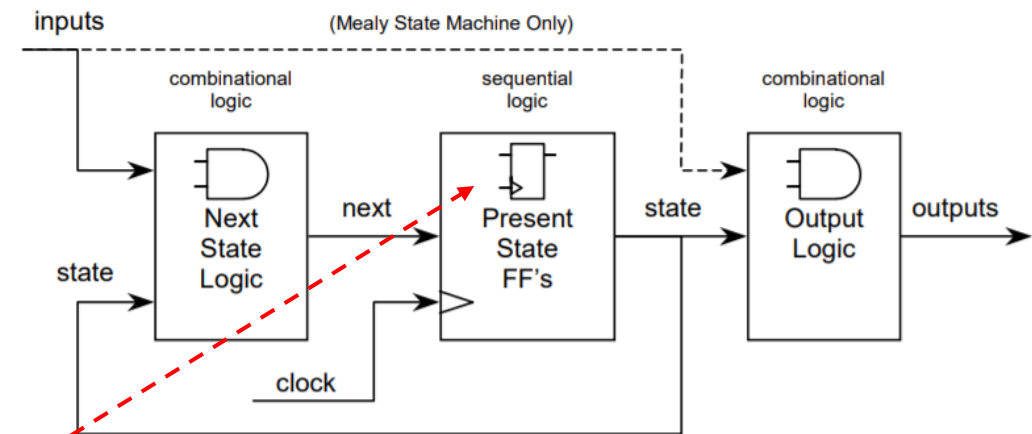 inputs
(Mealy State Machine Only)
combinational
logic
sequential
logic
combinational
logic
Next
State
Logic
next
Present
State
FF's
state
Output
Logic
outputs
state
clock